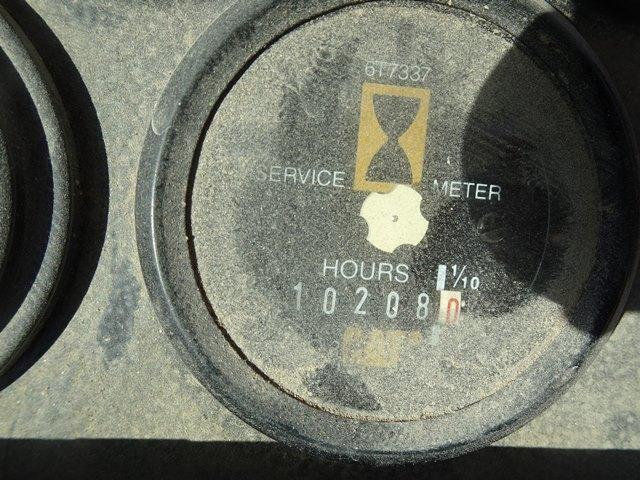 6T7337
SERVICE METER
HOURS 1/10
102080
CAT